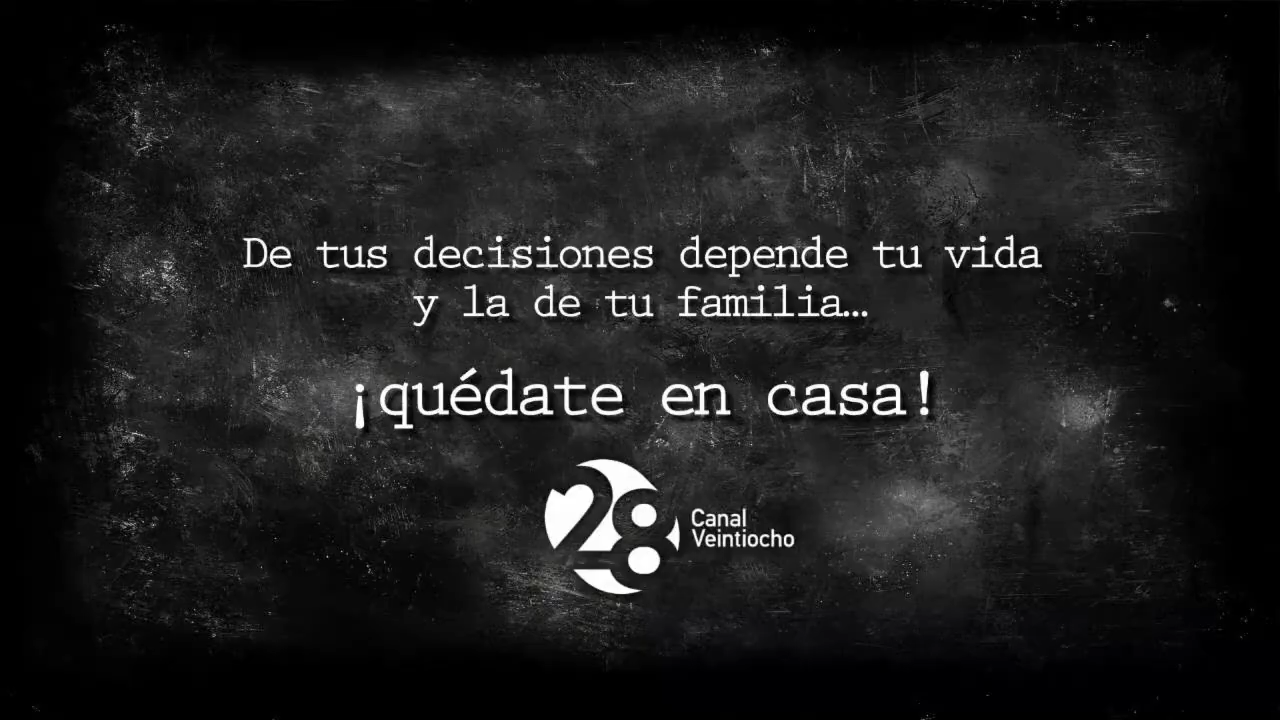 De tus decisiones depende tu vida
y la de tu familia…
¡quédate en casa!
28 Canal
Veintiocho